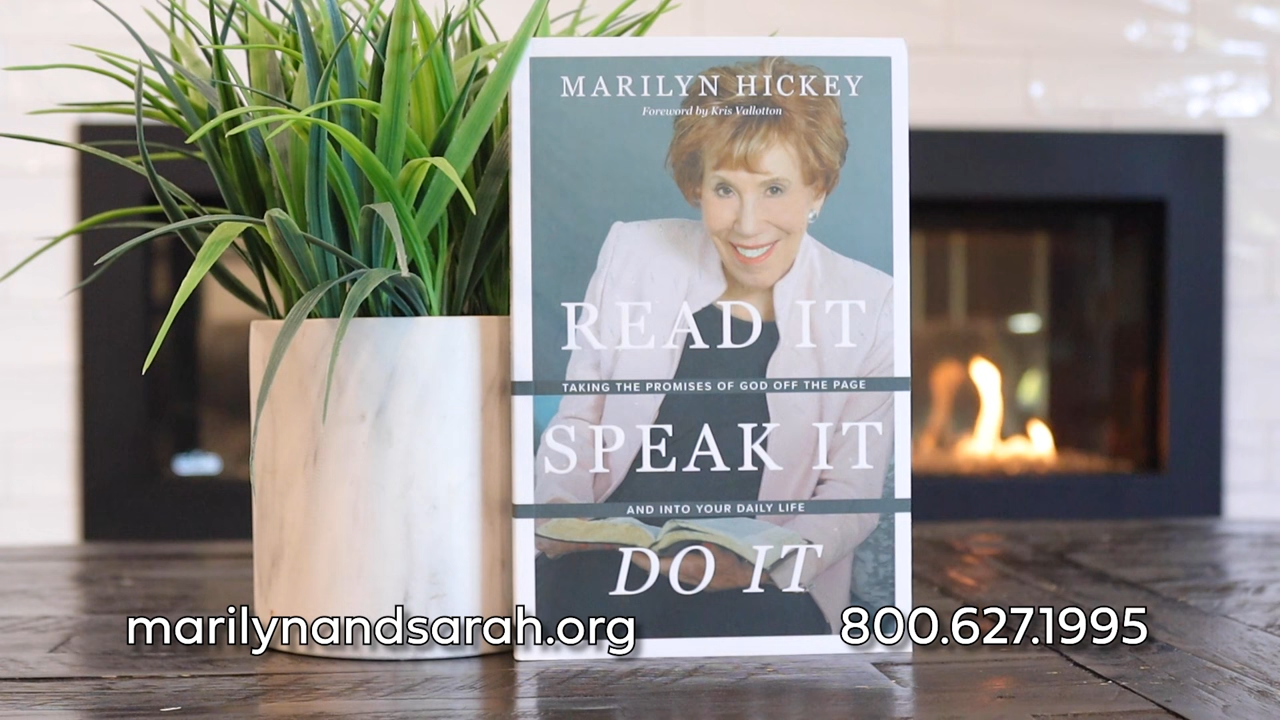 MARILYN HICKEY
Foreword by Kris Vallotton
READ IT
TAKING THE PROMISES OF GOD OFF THE PAGE
SPEAK IT
AND INTO YOUR DAILY LIFE
DO IT
marilynandsarah.org
800.627.1995